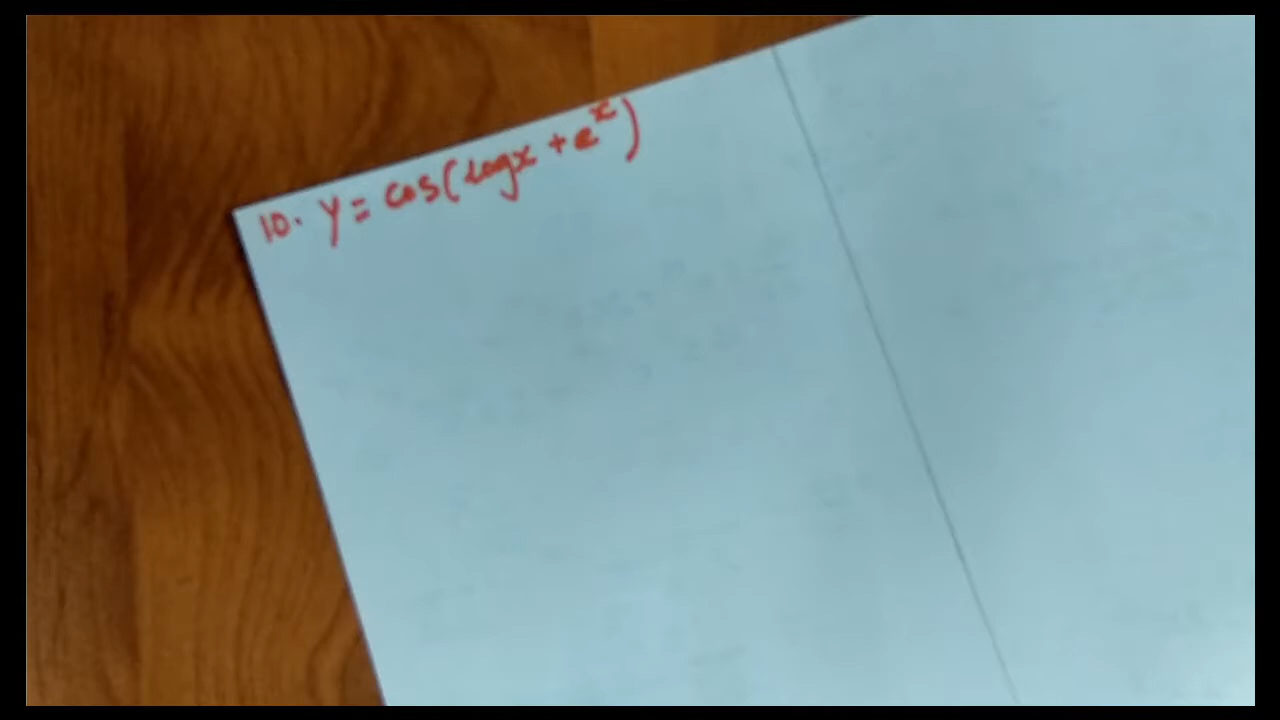 10. y = cos(logx + e^x)